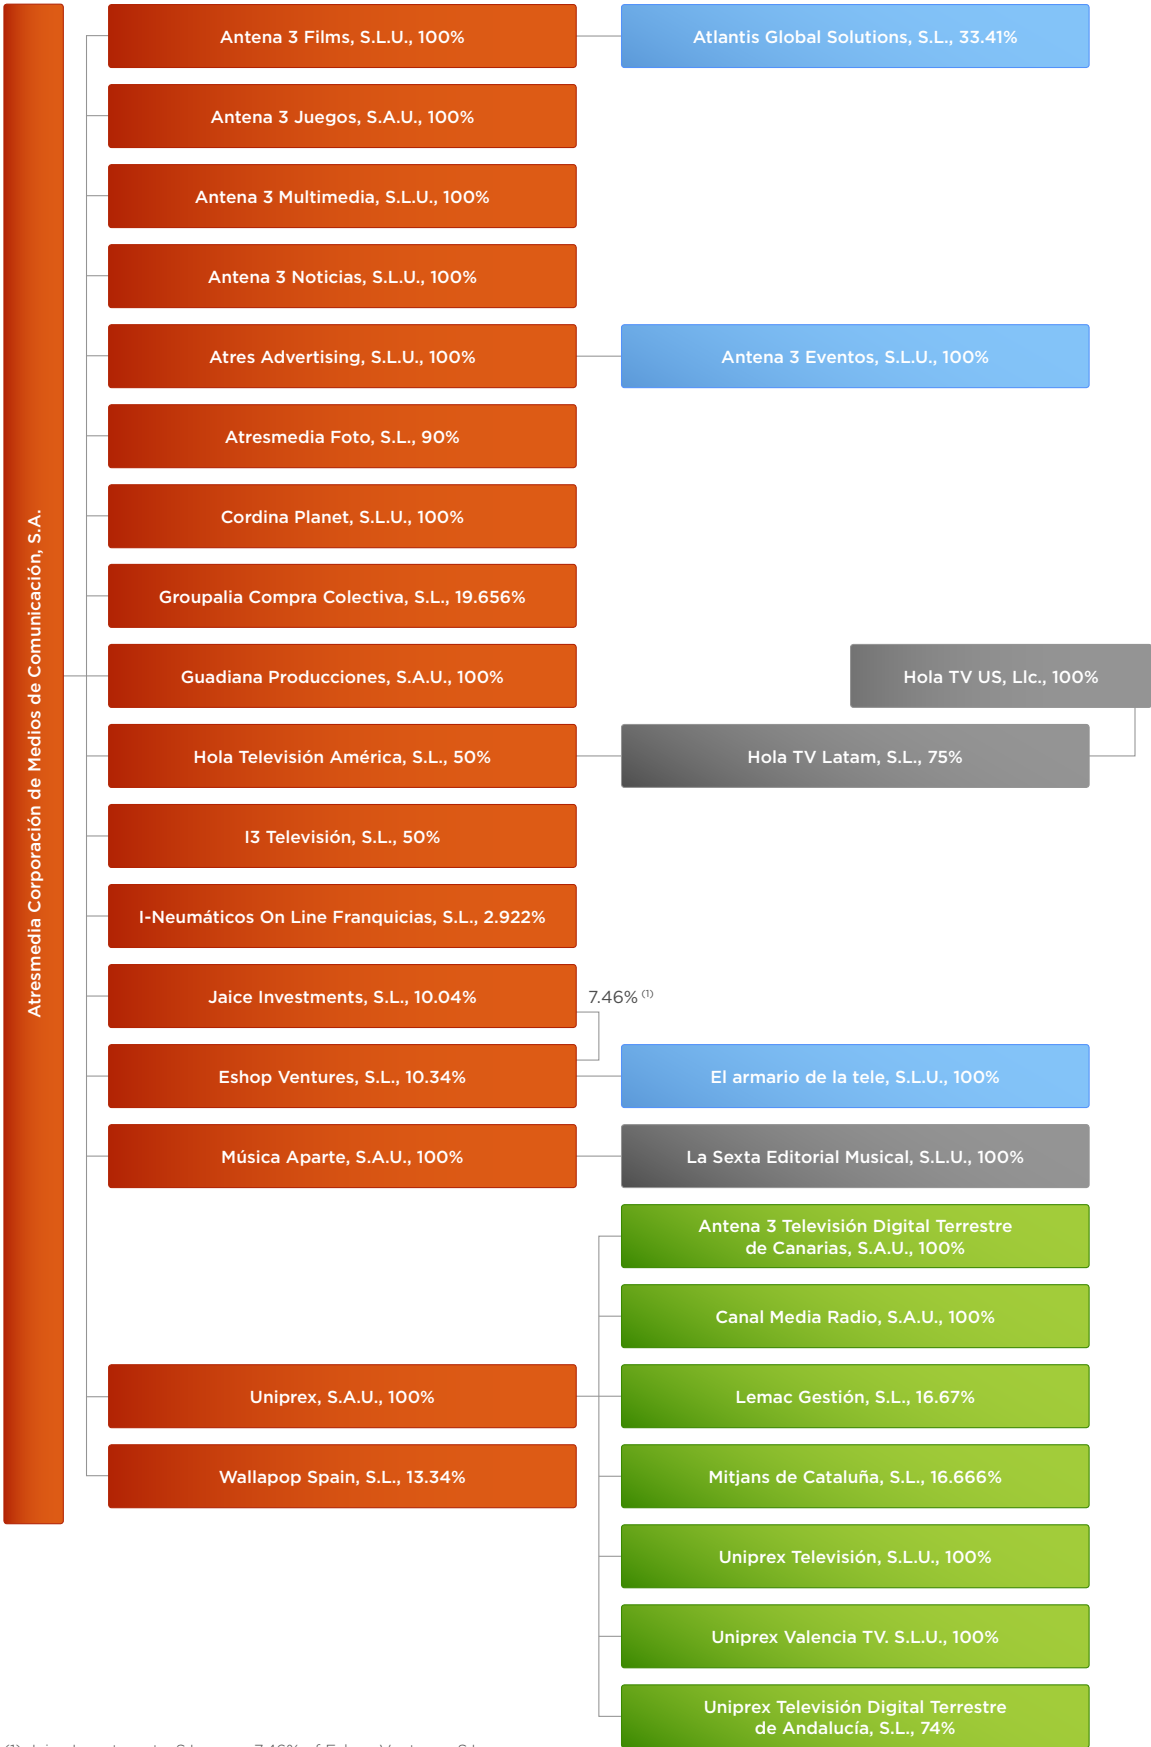 Atresmedia Corporación de Medios de Comunicación, S.A.
Antena 3 Films, S.L.U., 100%
Atlantis Global Solutions, S.L., 33.41%
Antena 3 Juegos, S.A.U., 100%
Antena 3 Multimedia, S.L.U., 100%
Antena 3 Noticias, S.L.U., 100%
Atres Advertising, S.L.U., 100%
Antena 3 Eventos, S.L.U., 100%
Atresmedia Foto, S.L., 90%
Cordina Planet, S.L.U., 100%
Groupalia Compra Colectiva, S.L., 19.656%
Guadiana Producciones, S.A.U., 100%
Hola TV US, Llc., 100%
Hola Televisión América, S.L., 50%
Hola TV Latam, S.L., 75%
I3 Televisión, S.L., 50%
I-Neumáticos On Line Franquicias, S.L., 2.922%
Jaice Investments, S.L., 10.04%
7.46% (1)
Eshop Ventures, S.L., 10.34%
El armario de la tele, S.L.U., 100%
Música Aparte, S.A.U., 100%
La Sexta Editorial Musical, S.L.U., 100%
Antena 3 Televisión Digital Terrestre
de Canarias, S.A.U., 100%
Canal Media Radio, S.A.U., 100%
Uniprex, S.A.U., 100%
Lemac Gestión, S.L., 16.67%
Wallapop Spain, S.L., 13.34%
Mitjans de Cataluña, S.L., 16.666%
Uniprex Televisión, S.L.U., 100%
Uniprex Valencia TV. S.L.U., 100%
Uniprex Televisión Digital Terrestre
de Andalucía, S.L., 74%